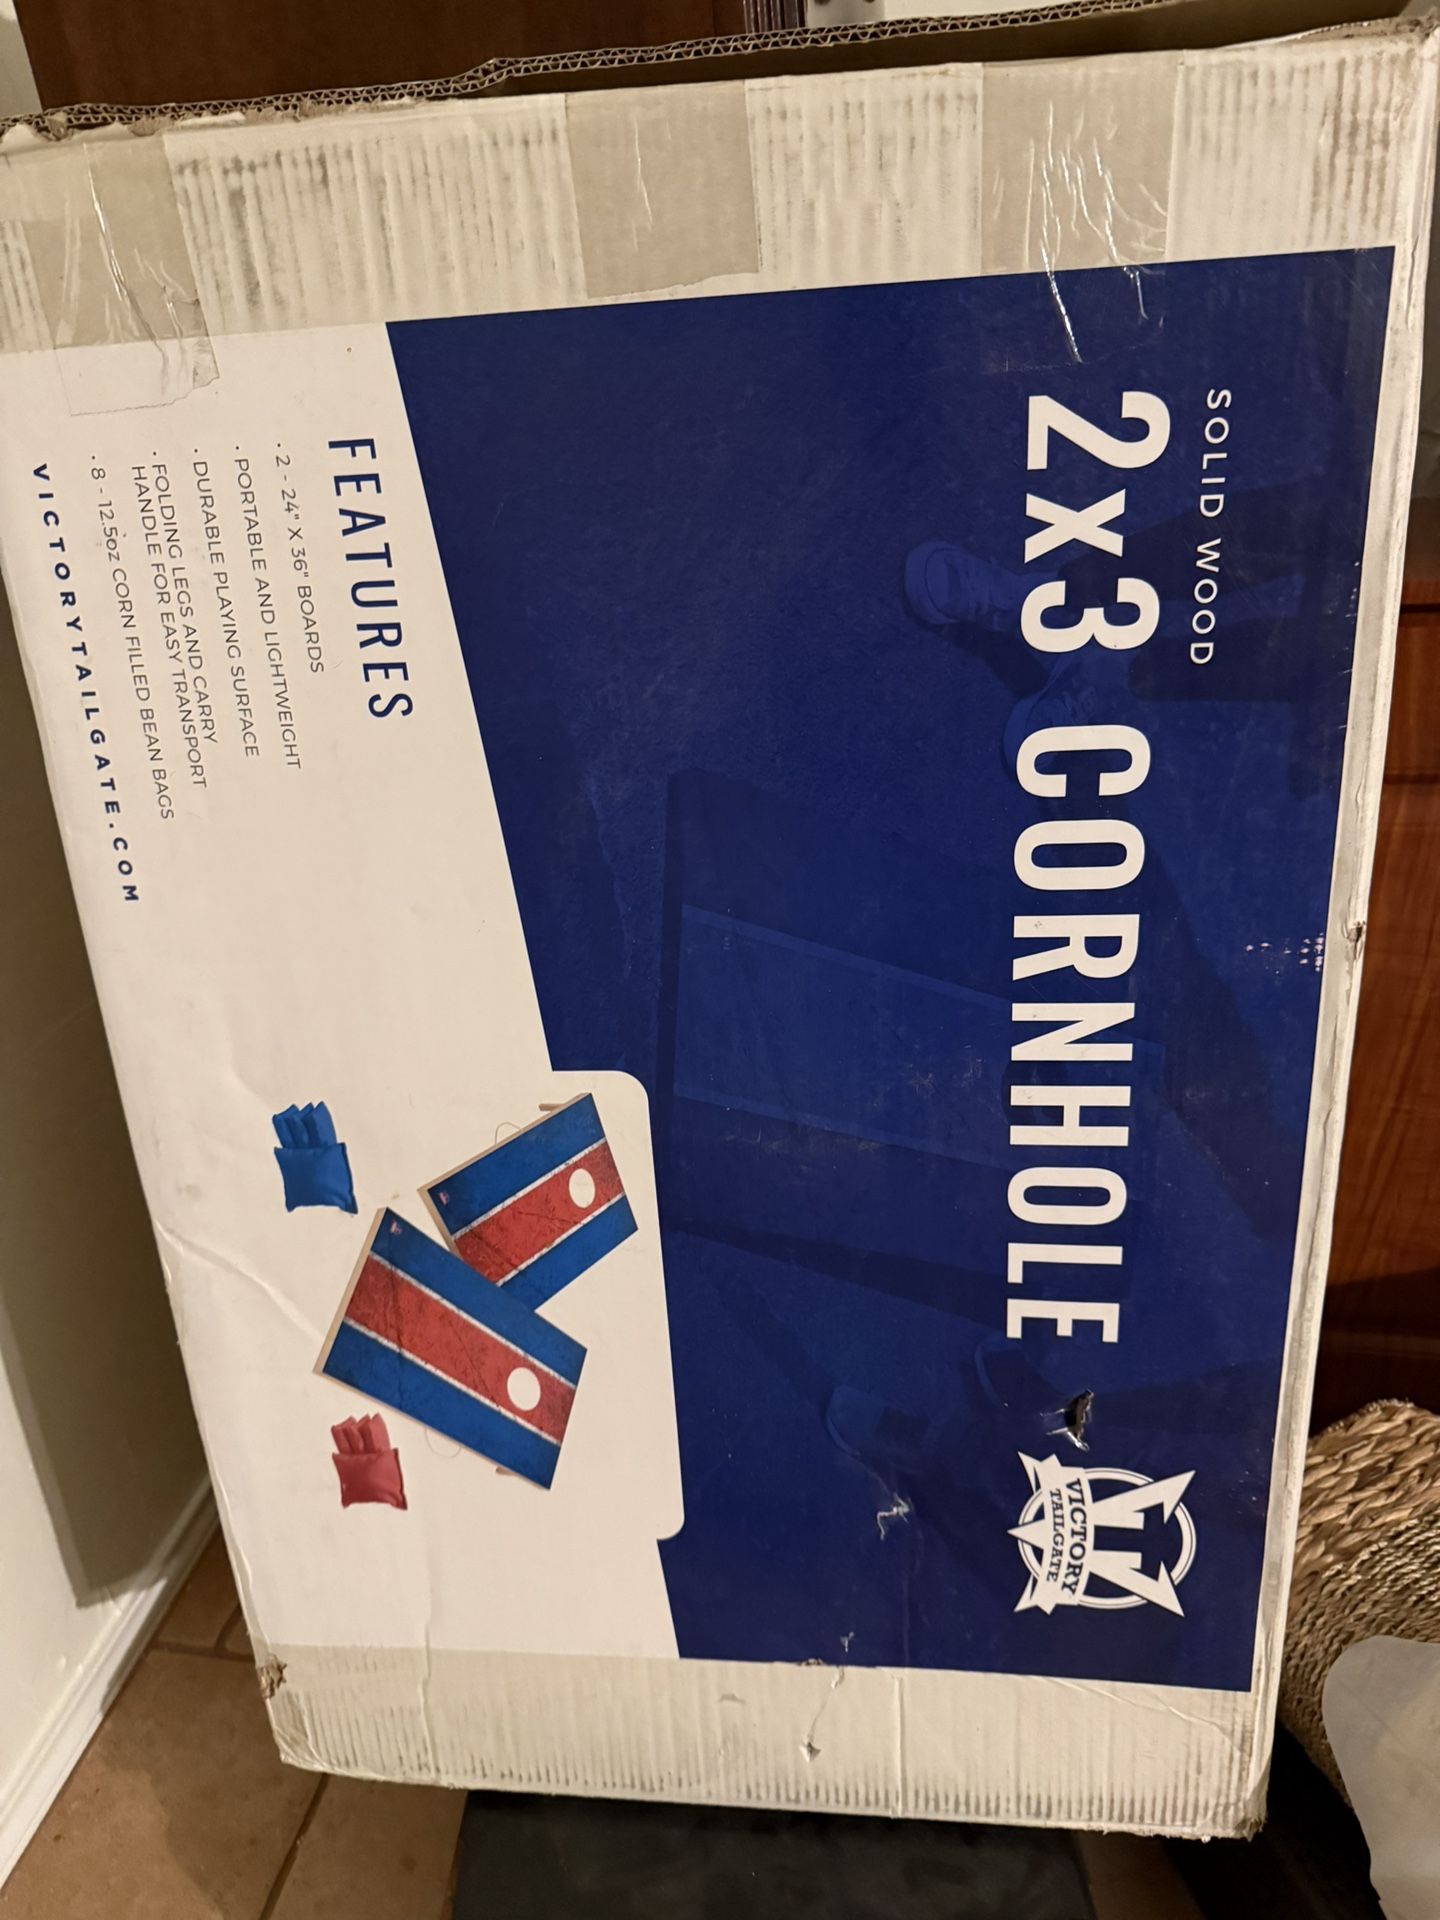 SOLID WOOD
2x3 CORNHOLE
VICTORY
TAILGATE
FEATURES
· 2 - 24" X 36" BOARDS
· PORTABLE AND LIGHTWEIGHT
· DURABLE PLAYING SURFACE
· FOLDING LEGS AND CARRY
HANDLE FOR EASY TRANSPORT
· 8 - 12.5oz CORN FILLED BEAN BAGS
VICTORYTAILGATE.COM